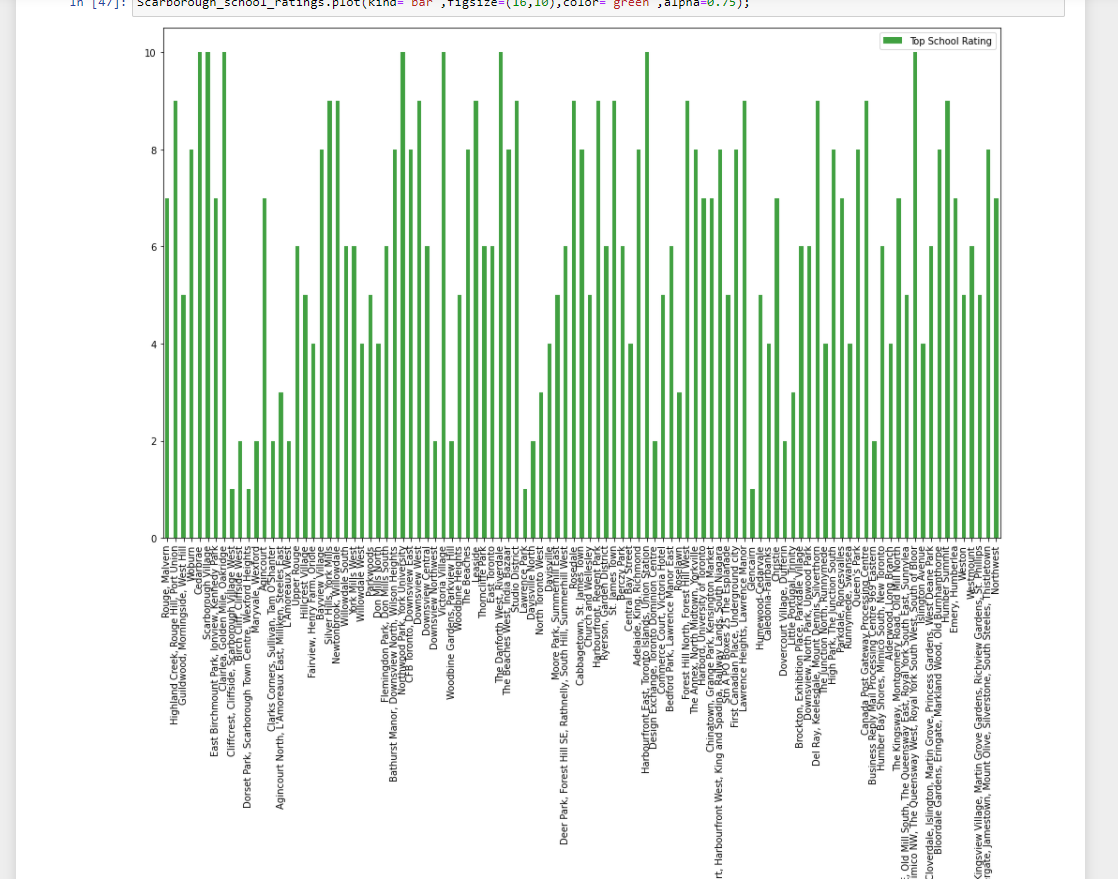 In [47]: Scarborough_school_ratings.plot(kind='bar',figsize=(16,10),color='green',alpha=0.75);
Top School Rating
10
8
6
4
2
0
Rouge, Malvern
Highland Creek, Rouge Hill, Port Union
Guildwood, Morningside, West Hill
Woburn
Cedarbrae
Scarborough Village
East Birchmount Park, Ionview, Kennedy Park
Clairlea, Golden Mile, Oakridge
Cliffcrest, Cliffside, Scarborough Village West
Birch Cliff, Cliffside West
Dorset Park, Scarborough Town Centre, Wexford Heights
Maryvale, Wexford
Agincourt
Clarks Corners, Sullivan, Tam O'Shanter
Agincourt North, L'Amoreaux East, Milliken, Steeles East
L'Amoreaux West
Upper Rouge
Hillcrest Village
Fairview, Henry Farm, Oriole
Bayview Village
Silver Hills, York Mills
Newtonbrook, Willowdale
Willowdale South
York Mills West
Willowdale West
Parkwoods
Don Mills North
Flemingdon Park, Don Mills South
Bathurst Manor, Downsview North, Wilson Heights
Northwood Park, York University
CFB Toronto, Downsview East
Downsview West
Downsview Central
Downsview Northwest
Victoria Village
Woodbine Gardens, Parkview Hill
Woodbine Heights
The Beaches
Leaside
Thorncliffe Park
East Toronto
The Danforth West, Riverdale
The Beaches West, India Bazaar
Studio District
Lawrence Park
Davisville North
North Toronto West
Davisville
Moore Park, Summerhill East
Deer Park, Forest Hill SE, Rathnelly, South Hill, Summerhill West
Rosedale
Cabbagetown, St. James Town
Church and Wellesley
Harbourfront, Regent Park
Ryerson, Garden District
St. James Town
Berczy Park
Central Bay Street
Adelaide, King, Richmond
Harbourfront East, Toronto Islands, Union Station
Design Exchange, Toronto Dominion Centre
Commerce Court, Victoria Hotel
Bedford Park, Lawrence Manor East
Roselawn
Forest Hill North, Forest Hill West
The Annex, North Midtown, Yorkville
Harbord, University of Toronto
Chinatown, Grange Park, Kensington Market
rt, Harbourfront West, King and Spadina, Railway Lands, South Niagara
Stn A PO Boxes 25 The Esplanade
First Canadian Place, Underground city
Lawrence Heights, Lawrence Manor
Glencairn
Humewood-Cedarvale
Caledonia-Fairbanks
Christie
Dovercourt Village, Dufferin
Little Portugal, Trinity
Brockton, Exhibition Place, Parkdale Village
Downsview, North Park, Upwood Park
Del Ray, Keelesdale, Mount Dennis, Silverthorn
The Junction North, Runnymede
High Park, The Junction South
Parkdale, Roncesvalles
Runnymede, Swansea
Queen's Park
Canada Post Gateway Processing Centre
Business Reply Mail Processing Centre 969 Eastern
Humber Bay Shores, Mimico South, New Toronto
Alderwood, Long Branch
The Kingsway, Montgomery Road, Old Mill North
Old Mill South, The Queensway East, Royal York South East, Sunnylea
imico NW, The Queensway West, Royal York South West, South of Bloor
Islington Avenue
Cloverdale, Islington, Martin Grove, Princess Gardens, West Deane Park
Bloordale Gardens, Eringate, Markland Wood, Old Burnhamthorpe
Humber Summit
Emery, Humberlea
Weston
Westmount
Kingsview Village, Martin Grove Gardens, Richview Gardens, St. Phillips
rgate, Jamestown, Mount Olive, Silverstone, South Steeles, Thistletown
Northwest